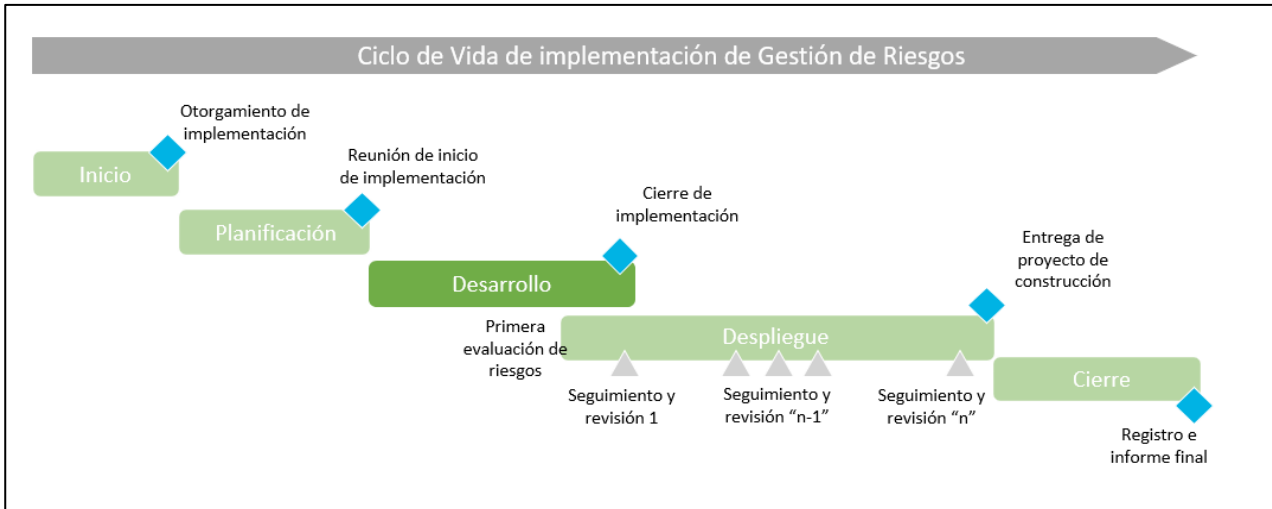 Ciclo de Vida de implementación de Gestión de Riesgos
Otorgamiento de
implementación
Inicio
Reunión de inicio
de implementación
Planificación
Cierre de
implementación
Desarrollo
Entrega de
proyecto de
construcción
Primera
evaluación de
riesgos
Despliegue
Seguimiento y
revisión 1
Seguimiento y
revisión “n-1”
Seguimiento y
revisión “n”
Cierre
Registro e
informe final